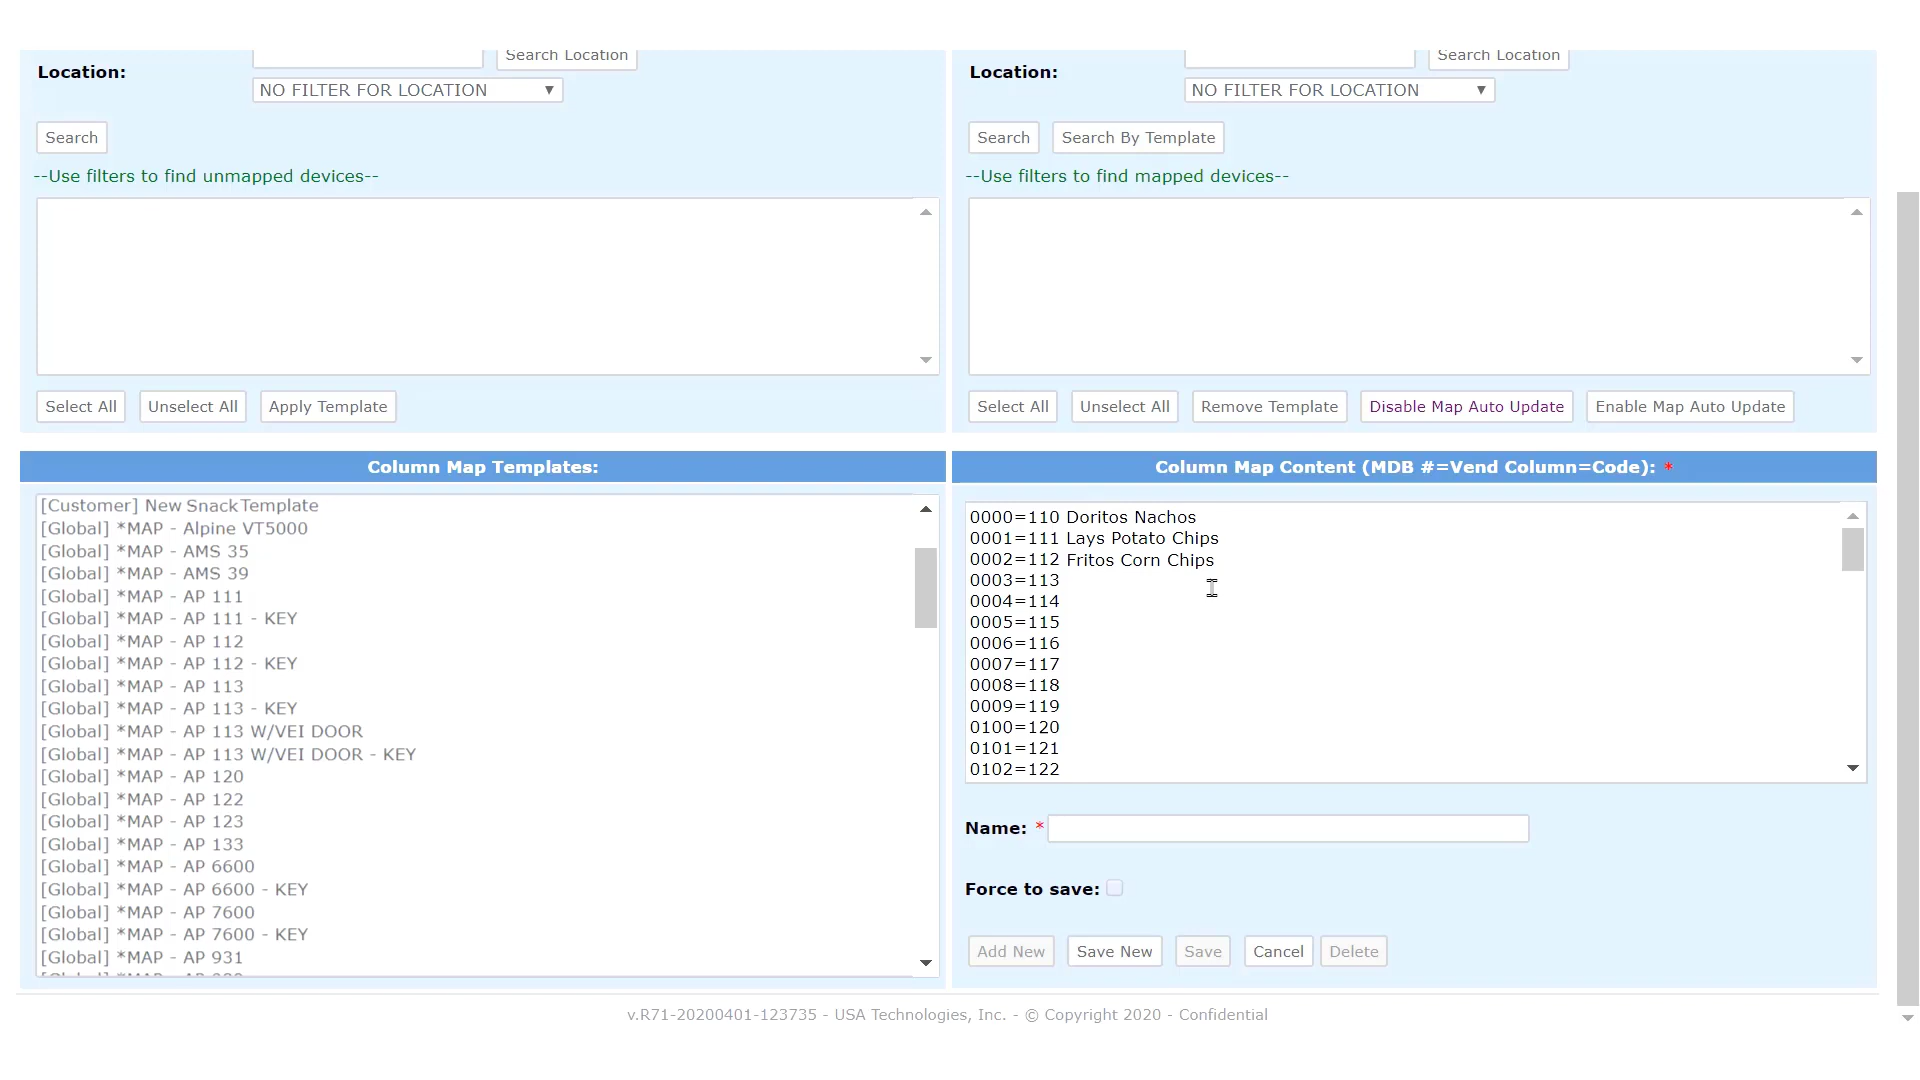 Location:
Search Location
NO FILTER FOR LOCATION ▼
Search
--Use filters to find unmapped devices--
Select All Unselect All Apply Template
Location:
Search Location
NO FILTER FOR LOCATION ▼
Search Search By Template
--Use filters to find mapped devices--
Select All Unselect All Remove Template Disable Map Auto Update Enable Map Auto Update
Column Map Templates:
[Customer] New Snack Template
[Global] *MAP - Alpine VT5000
[Global] *MAP - AMS 35
[Global] *MAP - AMS 39
[Global] *MAP - AP 111
[Global] *MAP - AP 111 - KEY
[Global] *MAP - AP 112
[Global] *MAP - AP 112 - KEY
[Global] *MAP - AP 113
[Global] *MAP - AP 113 - KEY
[Global] *MAP - AP 113 W/VEI DOOR
[Global] *MAP - AP 113 W/VEI DOOR - KEY
[Global] *MAP - AP 120
[Global] *MAP - AP 122
[Global] *MAP - AP 123
[Global] *MAP - AP 133
[Global] *MAP - AP 6600
[Global] *MAP - AP 6600 - KEY
[Global] *MAP - AP 7600
[Global] *MAP - AP 7600 - KEY
[Global] *MAP - AP 931
Column Map Content (MDB #=Vend Column=Code): *
0000=110 Doritos Nachos
0001=111 Lays Potato Chips
0002=112 Fritos Corn Chips
0003=113
0004=114
0005=115
0006=116
0007=117
0008=118
0009=119
0100=120
0101=121
0102=122
Name: *
Force to save:
Add New Save New Save Cancel Delete
v.R71-20200401-123735 - USA Technologies, Inc. - © Copyright 2020 - Confidential